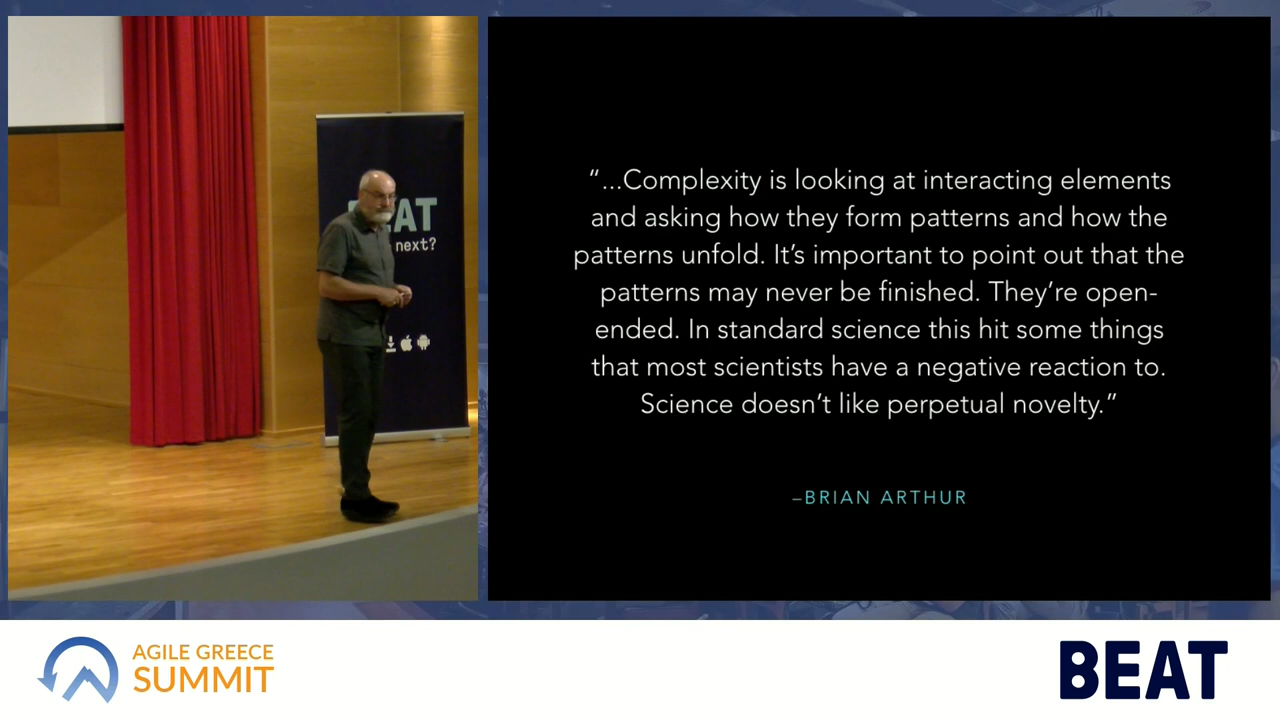 EAT
next?
“...Complexity is looking at interacting elements
and asking how they form patterns and how the
patterns unfold. It’s important to point out that the
patterns may never be finished. They’re open-
ended. In standard science this hit some things
that most scientists have a negative reaction to.
Science doesn’t like perpetual novelty.”
–BRIAN ARTHUR
AGILE GREECE
SUMMIT
BEAT